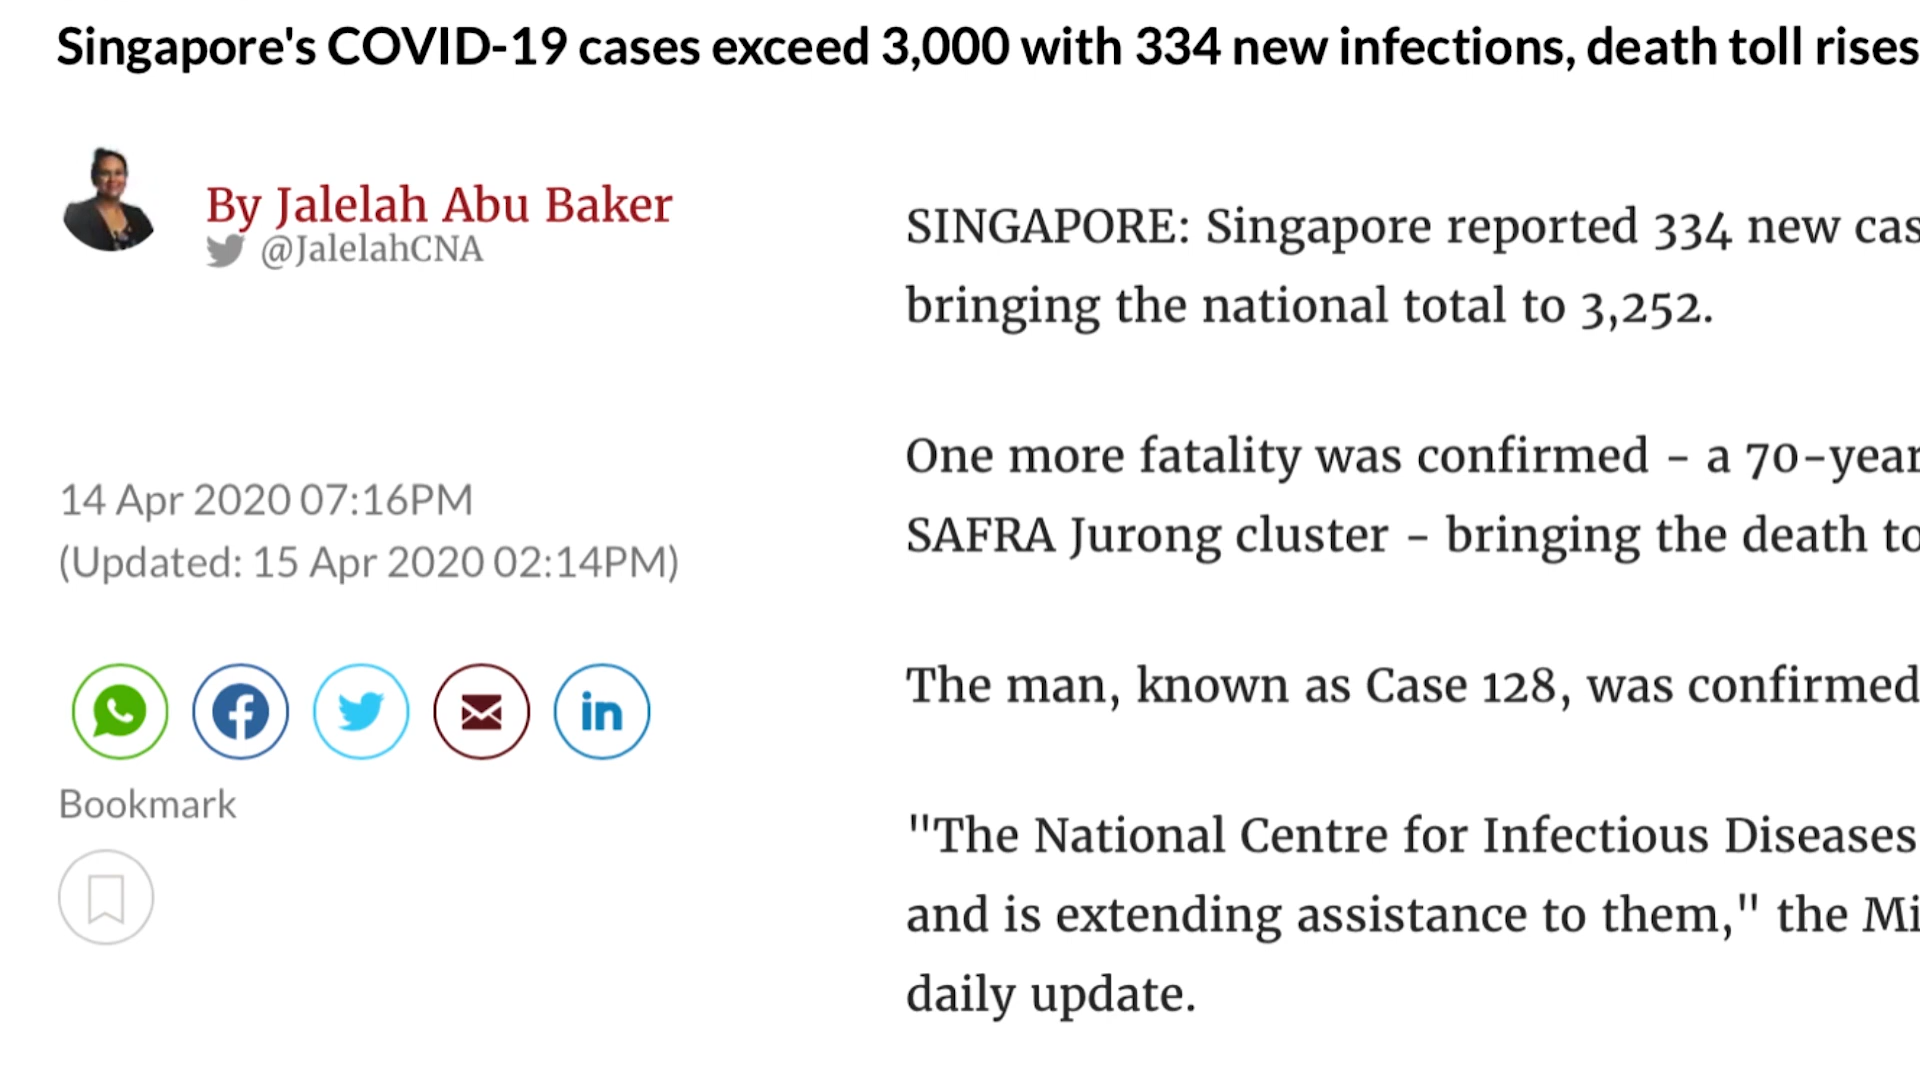 Singapore's COVID-19 cases exceed 3,000 with 334 new infections, death toll rises
By Jalelah Abu Baker
@JalelahCNA
14 Apr 2020 07:16PM
(Updated: 15 Apr 2020 02:14PM)
in
Bookmark
SINGAPORE: Singapore reported 334 new cas
bringing the national total to 3,252.
One more fatality was confirmed - a 70-year
SAFRA Jurong cluster - bringing the death to
The man, known as Case 128, was confirmed
"The National Centre for Infectious Diseases
and is extending assistance to them," the Mi
daily update.